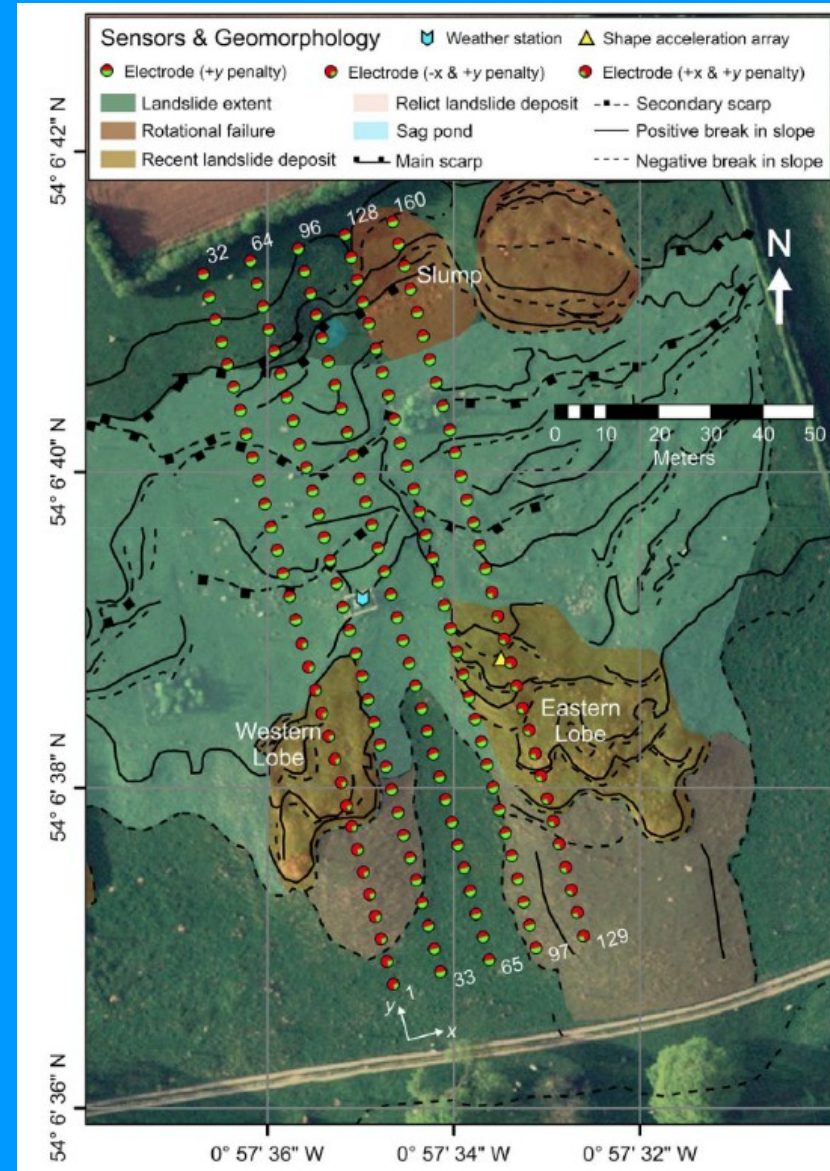 Sensors & Geomorphology
Weather station
Shape acceleration array
Electrode (+y penalty)
Electrode (-x & +y penalty)
Electrode (+x & +y penalty)
Landslide extent
Relict landslide deposit
Secondary scarp
Rotational failure
Sag pond
Positive break in slope
Recent landslide deposit
Main scarp
Negative break in slope
54° 6' 42" N
32
64
96
128
160
Slump
N
0 10 20 30 40 50
Meters
54° 6' 40" N
Western
Lobe
Eastern
Lobe
54° 6' 38" N
1
33
65
97
129
y
x
54° 6' 36" N
0° 57' 36" W
0° 57' 34" W
0° 57' 32" W